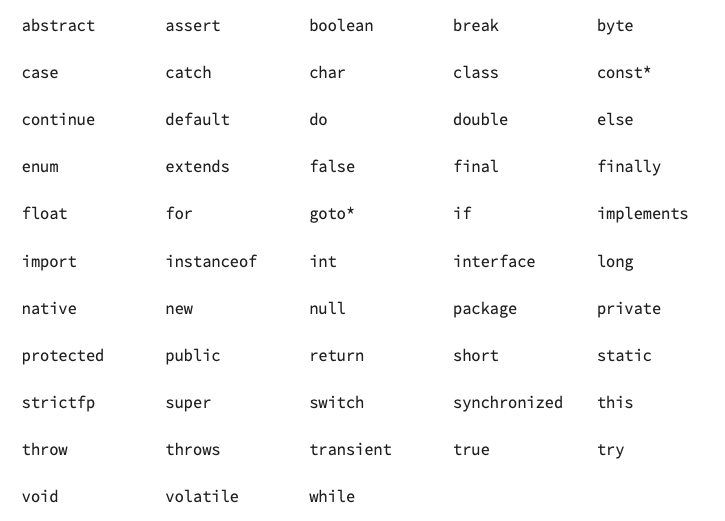 abstract assert boolean break byte
case catch char class const*
continue default do double else
enum extends false final finally
float for goto* if implements
import instanceof int interface long
native new null package private
protected public return short static
strictfp super switch synchronized this
throw throws transient true try
void volatile while